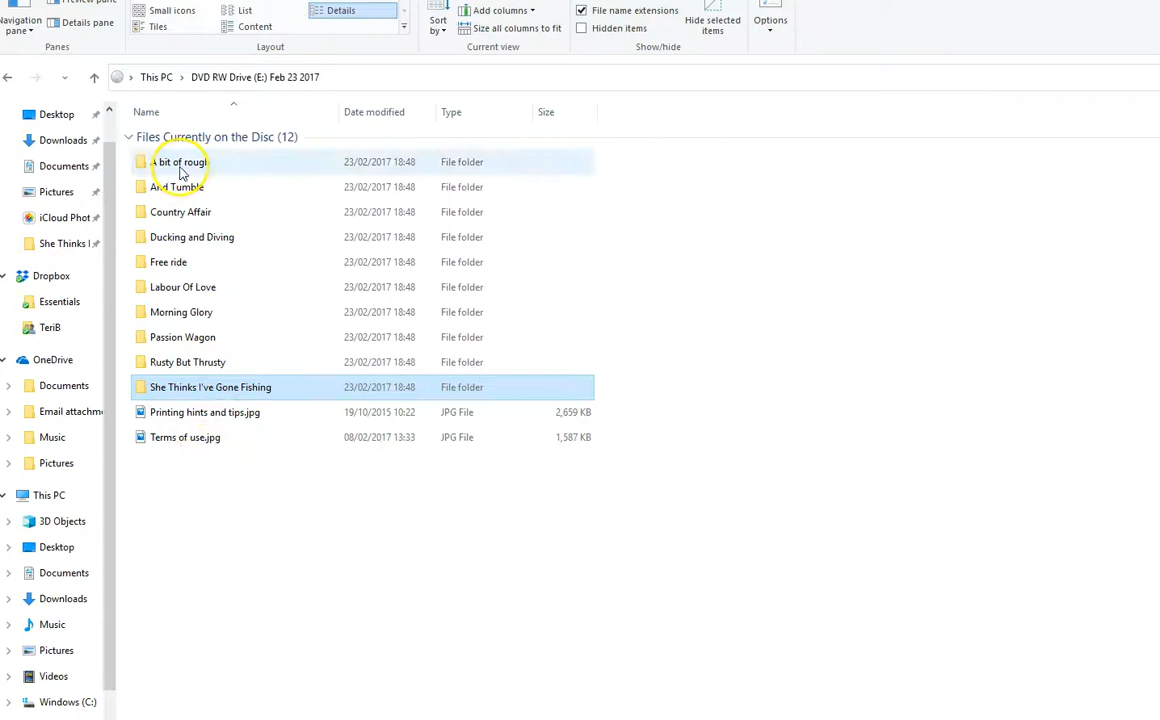 Preview pane
Small icons
List
Details
Sort by
Add columns
File name extensions
Hide selected items
Options
Navigation pane
Details pane
Tiles
Content
Size all columns to fit
Hidden items
Panes
Layout
Current view
Show/hide
This PC > DVD RW Drive (E:) Feb 23 2017
Name Date modified Type Size
Files Currently on the Disc (12)
A bit of rough 23/02/2017 18:48 File folder
And Tumble 23/02/2017 18:48 File folder
Country Affair 23/02/2017 18:48 File folder
Ducking and Diving 23/02/2017 18:48 File folder
Free ride 23/02/2017 18:48 File folder
Labour Of Love 23/02/2017 18:48 File folder
Morning Glory 23/02/2017 18:48 File folder
Passion Wagon 23/02/2017 18:48 File folder
Rusty But Thrusty 23/02/2017 18:48 File folder
She Thinks I've Gone Fishing 23/02/2017 18:48 File folder
Printing hints and tips.jpg 19/10/2015 10:22 JPG File 2,659 KB
Terms of use.jpg 08/02/2017 13:33 JPG File 1,587 KB
Desktop
Downloads
Documents
Pictures
iCloud Phot
She Thinks I
Dropbox
Essentials
TeriB
OneDrive
Documents
Email attachme
Music
Pictures
This PC
3D Objects
Desktop
Documents
Downloads
Music
Pictures
Videos
Windows (C:)